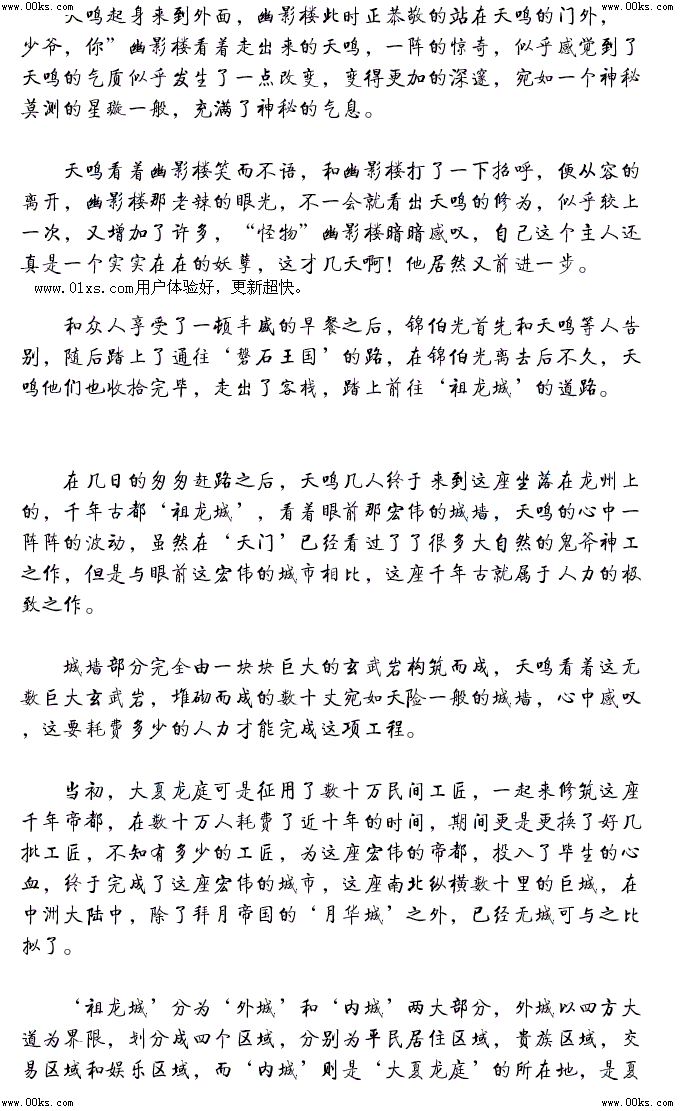 www.00ks.com www.00ks.com
天鸣起身来到外面，幽影楼此时正恭敬的站在天鸣的门外，“
少爷，你”幽影楼看着走出来的天鸣，一阵的惊奇，似乎感觉到了
天鸣的气质似乎发生了一点改变，变得更加的深邃，宛如一个神秘
莫测的星璇一般，充满了神秘的气息。
天鸣看着幽影楼笑而不语，和幽影楼打了一下招呼，便从容的
离开，幽影楼那老辣的眼光，不一会就看出天鸣的修为，似乎较上
一次，又增加了许多，“怪物”幽影楼暗暗感叹，自己这个主人还
真是一个实实在在的妖孽，这才几天啊！他居然又前进一步。
www.01xs.com用户体验好，更新超快。
和众人享受了一顿丰盛的早餐之后，锦伯光首先和天鸣等人告
别，随后踏上了通往‘磐石王国’的路，在锦伯光离去后不久，天
鸣他们也收拾完毕，走出了客栈，踏上前往‘祖龙城’的道路。
在几日的匆匆赶路之后，天鸣几人终于来到这座坐落在龙州上
的，千年古都‘祖龙城’，看着眼前那宏伟的城墙，天鸣的心中一
阵阵的波动，虽然在‘天门’已经看过了了很多大自然的鬼斧神工
之作，但是与眼前这宏伟的城市相比，这座千年古就属于人力的极
致之作。
城墙部分完全由一块块巨大的玄武岩构筑而成，天鸣看着这无
数巨大玄武岩，堆砌而成的数十丈宛如天险一般的城墙，心中感叹
，这要耗费多少的人力才能完成这项工程。
当初，大夏龙庭可是征用了数十万民间工匠，一起来修筑这座
千年帝都，在数十万人耗费了近十年的时间，期间更是更换了好几
批工匠，不知有多少的工匠，为这座宏伟的帝都，投入了毕生的心
血，终于完成了这座宏伟的城市，这座南北纵横数十里的巨城，在
中洲大陆中，除了拜月帝国的‘月华城’之外，已经无城可与之比
拟了。
‘祖龙城’分为‘外城’和‘内城’两大部分，外城以四方大
道为界限，划分成四个区域，分别为平民居住区域，贵族区域，交
易区域和娱乐区域，而‘内城’则是‘大夏龙庭’的所在地，是夏
www.00ks.com www.00ks.com